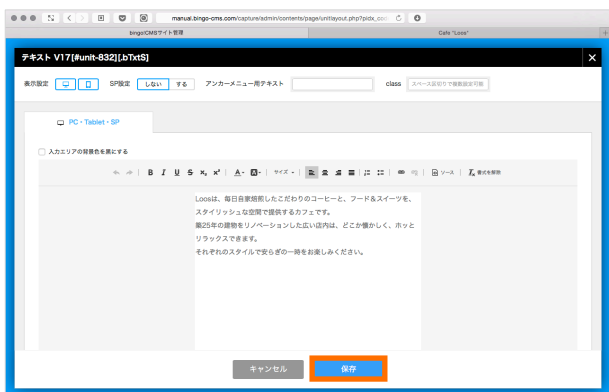 manual.bingo-cms.com/capture/admin/contents/page/unitlayout.php?pidx_con
bingo!CMSサイト管理
Cafe "Loos"
テキスト V17 [#unit-832][.bTxtS]
表示設定
SP設定 しない する
アンカーメニュー用テキスト
class スペース区切りで複数設定可能
PC・Tablet・SP
入力エリアの背景色を黒にする
B I U S x₂ x² A サイズ ソース Tx 書式を解除
Loosは、毎日自家焙煎したこだわりのコーヒーと、フード＆スイーツを、
スタイリッシュな空間で提供するカフェです。
築25年の建物をリノベーションした広い店内は、どこか懐かしく、ホッと
リラックスできます。
それぞれのスタイルで安らぎの一時をお楽しみください。
キャンセル
保存